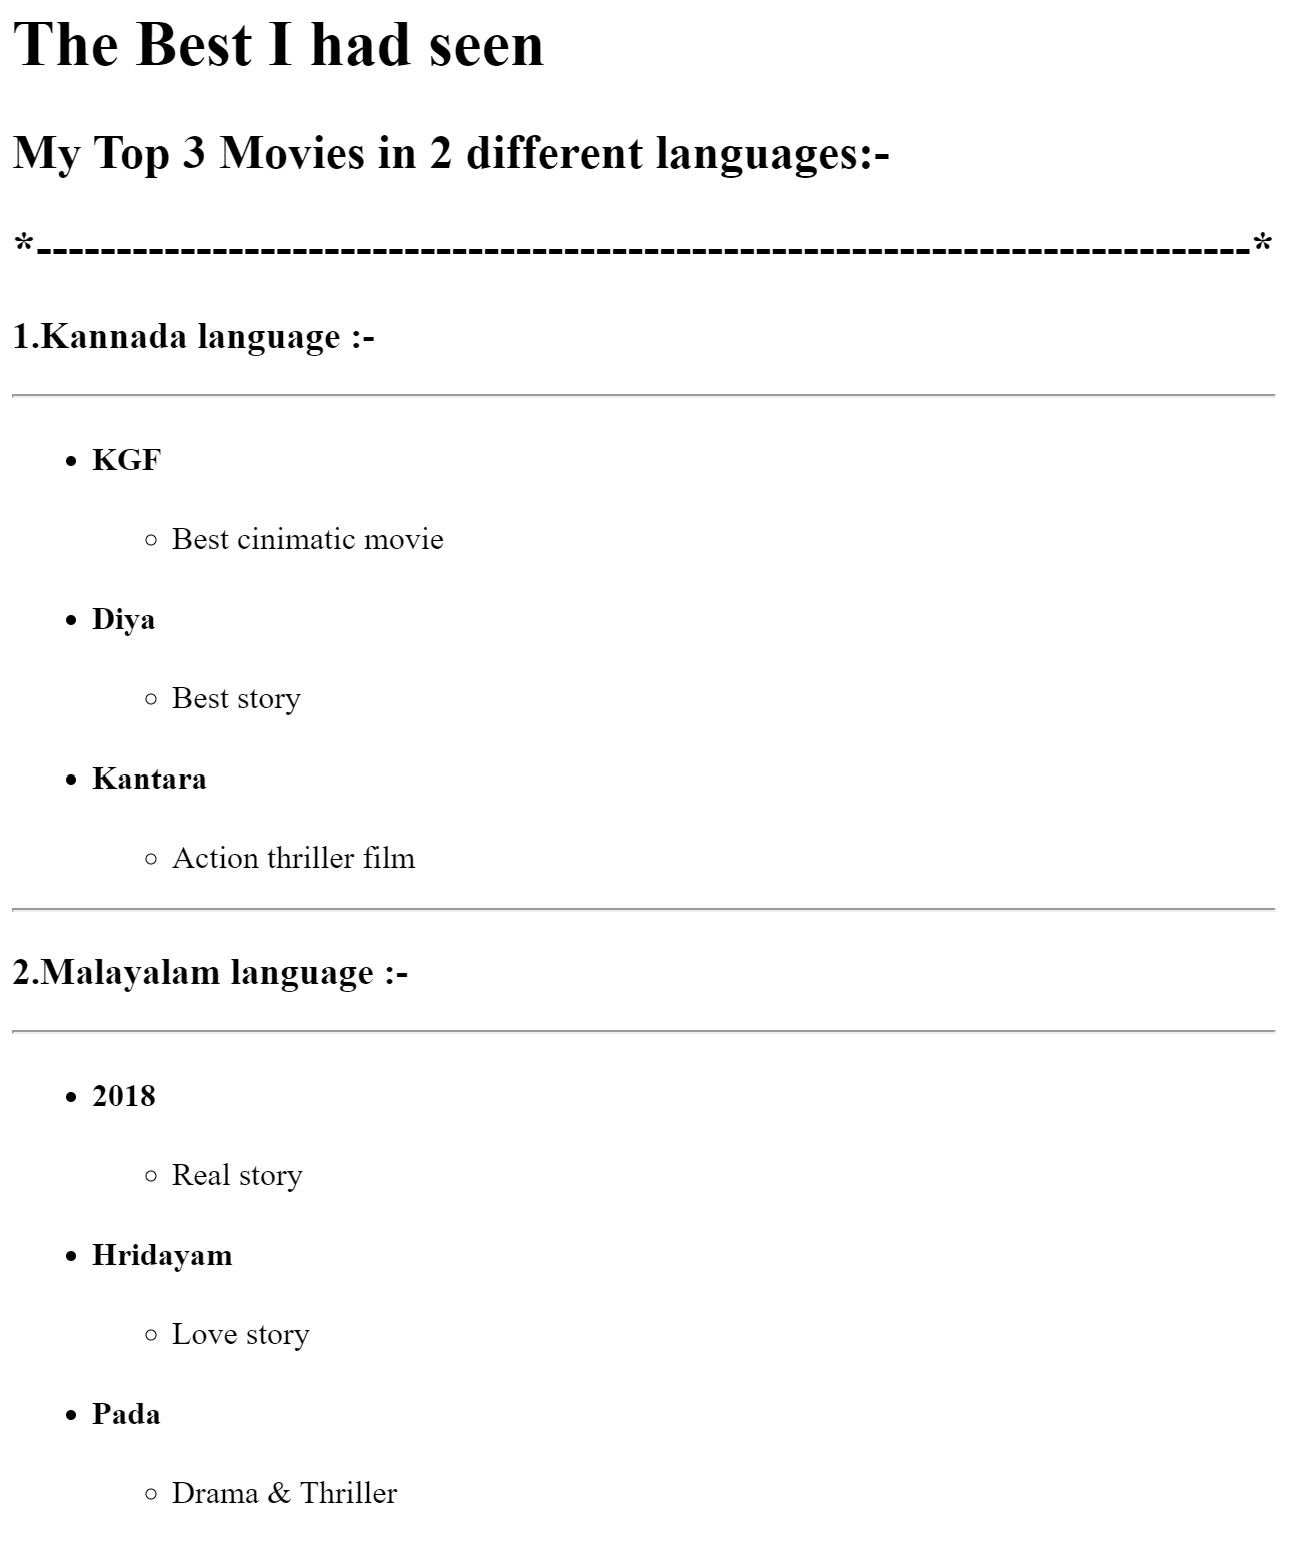 The Best I had seen
My Top 3 Movies in 2 different languages:-
*----------------------------------------------------------------------------*
1.Kannada language :-
KGF
Best cinimatic movie
Diya
Best story
Kantara
Action thriller film
2.Malayalam language :-
2018
Real story
Hridayam
Love story
Pada
Drama & Thriller